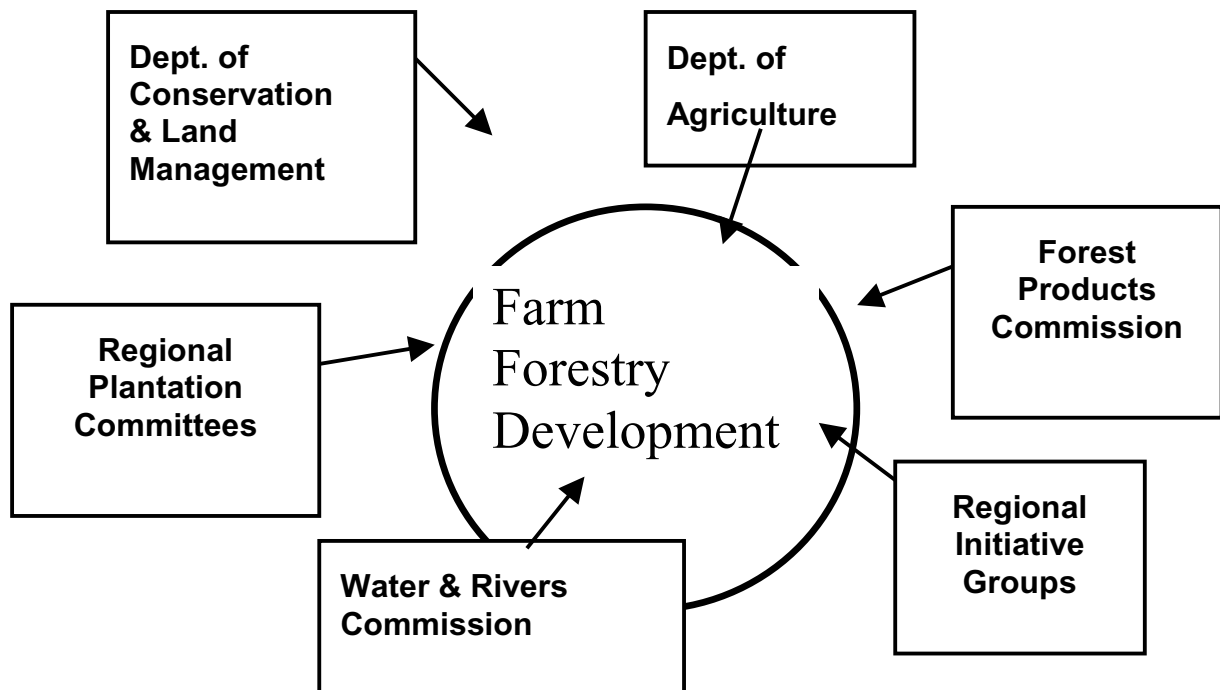 Dept. of
Conservation
& Land
Management
Dept. of
Agriculture
Forest
Products
Commission
Regional
Plantation
Committees
Farm
Forestry
Development
Regional
Initiative
Groups
Water & Rivers
Commission